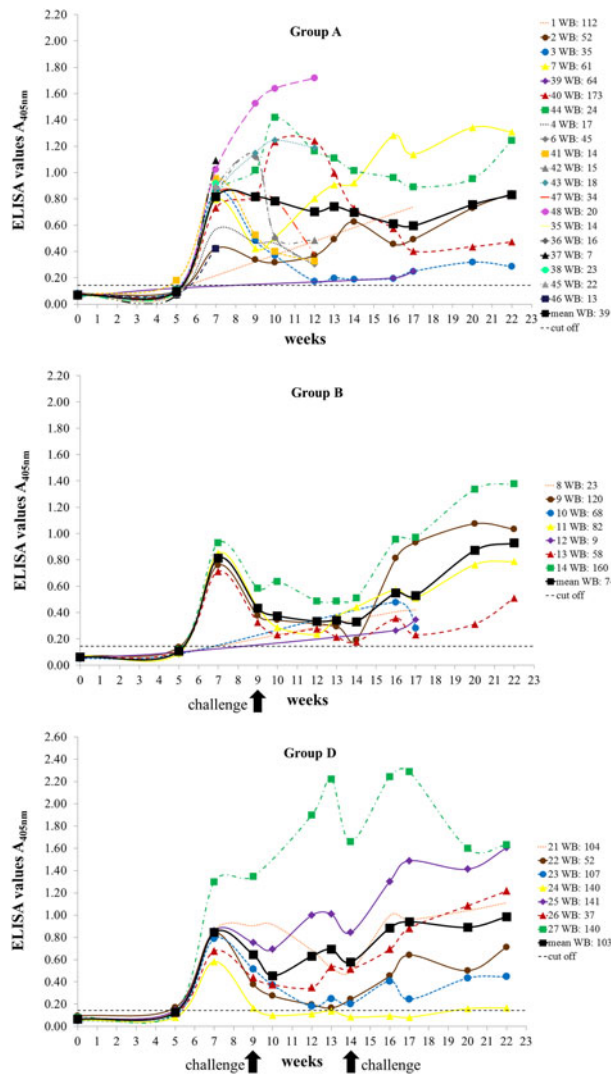 Group A
ELISA values A405nm
2.20
2.00
1.80
1.60
1.40
1.20
1.00
0.80
0.60
0.40
0.20
0.00
0 1 2 3 4 5 6 7 8 9 10 11 12 13 14 15 16 17 18 19 20 21 22 23
weeks
1 WB: 112
2 WB: 52
3 WB: 35
7 WB: 61
39 WB: 64
40 WB: 173
44 WB: 24
4 WB: 17
6 WB: 45
41 WB: 14
42 WB: 15
43 WB: 18
47 WB: 34
48 WB: 20
35 WB: 14
36 WB: 16
37 WB: 7
38 WB: 23
45 WB: 22
46 WB: 13
mean WB: 39
cut off
Group B
ELISA values A405nm
2.20
2.00
1.80
1.60
1.40
1.20
1.00
0.80
0.60
0.40
0.20
0.00
0 1 2 3 4 5 6 7 8 9 10 11 12 13 14 15 16 17 18 19 20 21 22 23
challenge weeks
8 WB: 23
9 WB: 120
10 WB: 68
11 WB: 82
12 WB: 9
13 WB: 58
14 WB: 160
mean WB:
cut off
Group D
ELISA values A405nm
2.60
2.40
2.20
2.00
1.80
1.60
1.40
1.20
1.00
0.80
0.60
0.40
0.20
0.00
0 1 2 3 4 5 6 7 8 9 10 11 12 13 14 15 16 17 18 19 20 21 22 23
challenge weeks challenge
21 WB: 104
22 WB: 52
23 WB: 107
24 WB: 140
25 WB: 141
26 WB: 37
27 WB: 140
mean WB: 103
cut off